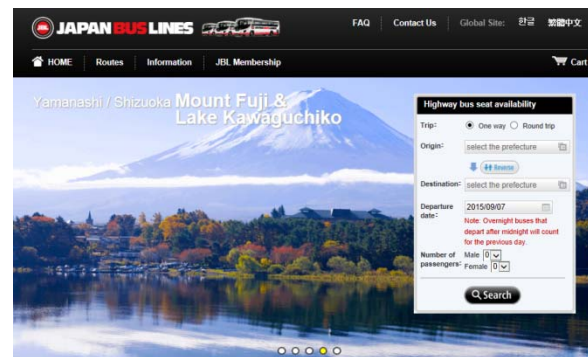 JAPAN BUS LINES
FAQ Contact Us Global Site: 한글 繁體中文
HOME Routes Information JBL Membership Cart
Yamanashi / Shizuoka Mount Fuji &
Lake Kawaguchiko
Highway bus seat availability
Trip: One way Round trip
Origin: select the prefecture
Reverse
Destination: select the prefecture
Departure date: 2015/09/07
Note: Overnight buses that
depart after midnight will count
for the previous day.
Number of passengers: Male 0
Female 0
Search